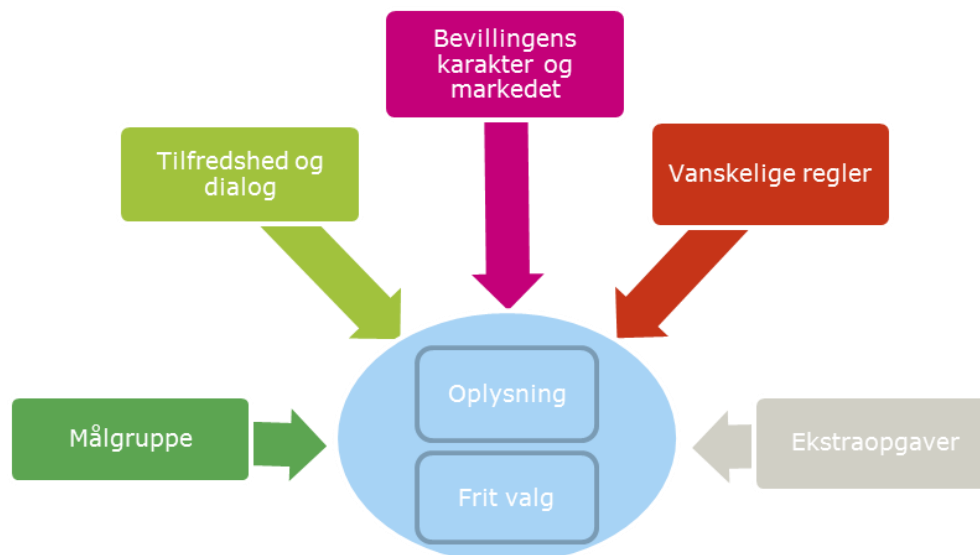 Bevillingens
karakter og
markedet
Tilfredshed og
dialog
Vanskelige regler
Oplysning
Målgruppe
Ekstraopgaver
Frit valg